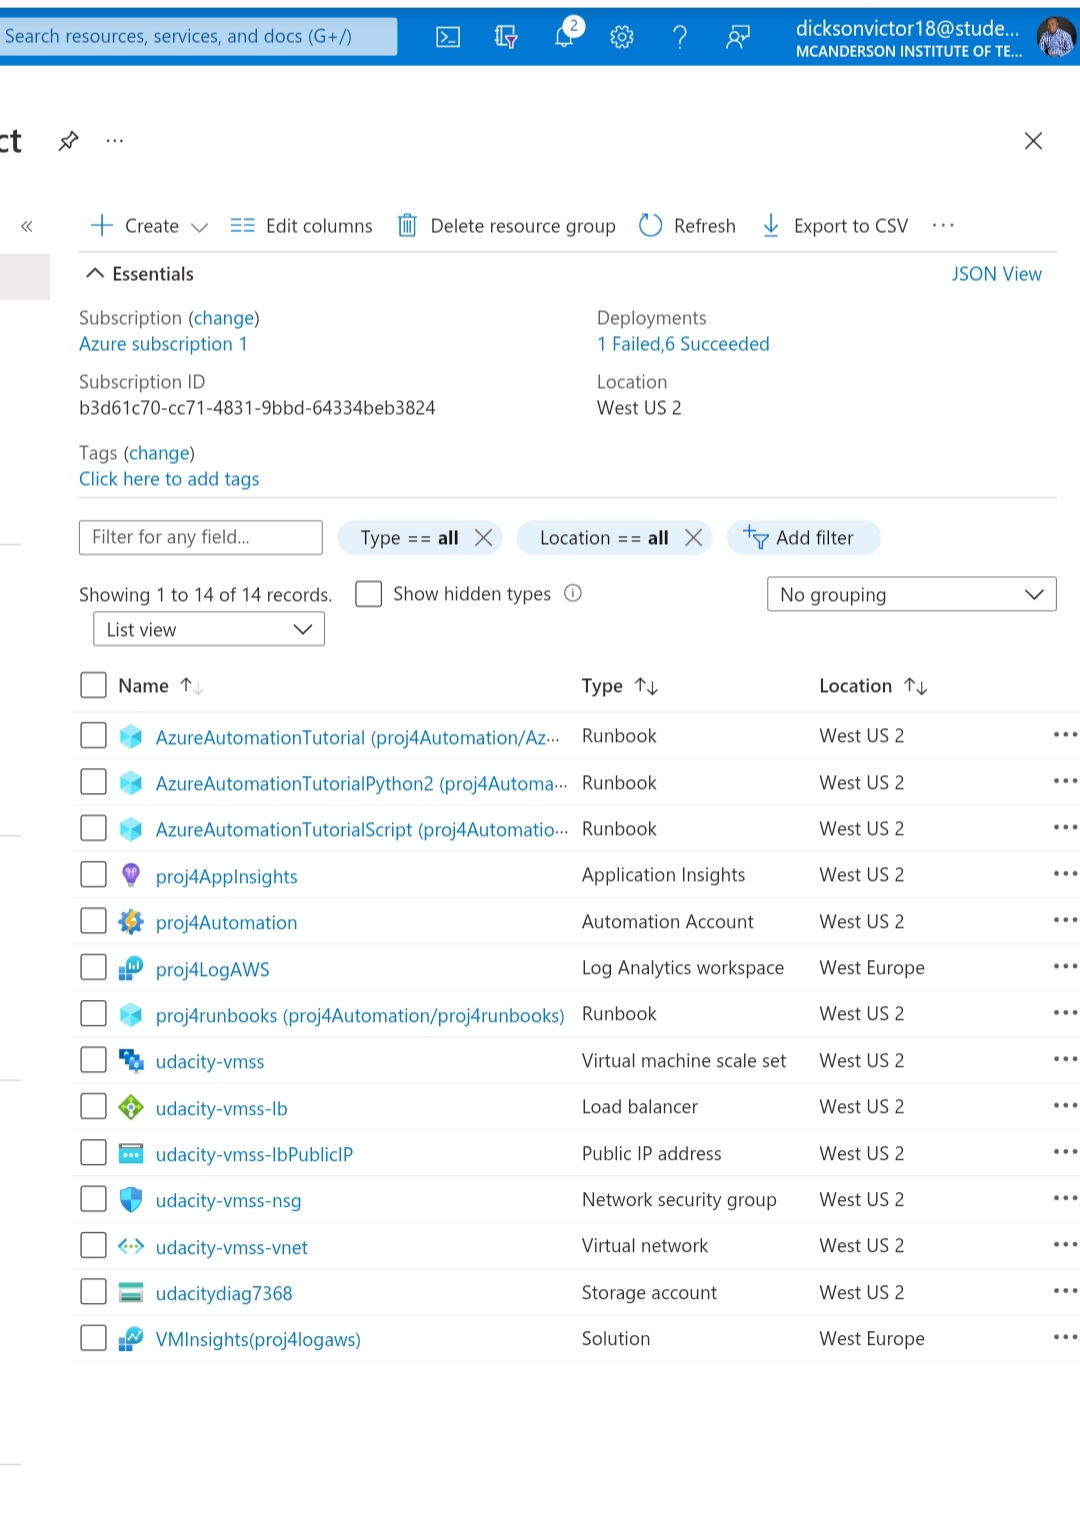 Search resources, services, and docs (G+/)
2
dicksonvictor18@stude...
MCANDERSON INSTITUTE OF TE...
ct
Create
Edit columns
Delete resource group
Refresh
Export to CSV
Essentials
JSON View
Subscription (change)
Azure subscription 1
Deployments
1 Failed,6 Succeeded
Subscription ID
b3d61c70-cc71-4831-9bbd-64334beb3824
Location
West US 2
Tags (change)
Click here to add tags
Filter for any field...
Type == all
Location == all
Add filter
Showing 1 to 14 of 14 records.
Show hidden types
No grouping
List view
Name Type Location
AzureAutomationTutorial (proj4Automation/Az... Runbook West US 2
AzureAutomationTutorialPython2 (proj4Automa... Runbook West US 2
AzureAutomationTutorialScript (proj4Automatio... Runbook West US 2
proj4AppInsights Application Insights West US 2
proj4Automation Automation Account West US 2
proj4LogAWS Log Analytics workspace West Europe
proj4runbooks (proj4Automation/proj4runbooks) Runbook West US 2
udacity-vmss Virtual machine scale set West US 2
udacity-vmss-lb Load balancer West US 2
udacity-vmss-lbPublicIP Public IP address West US 2
udacity-vmss-nsg Network security group West US 2
udacity-vmss-vnet Virtual network West US 2
udacitydiag7368 Storage account West US 2
VMInsights(proj4logaws) Solution West Europe